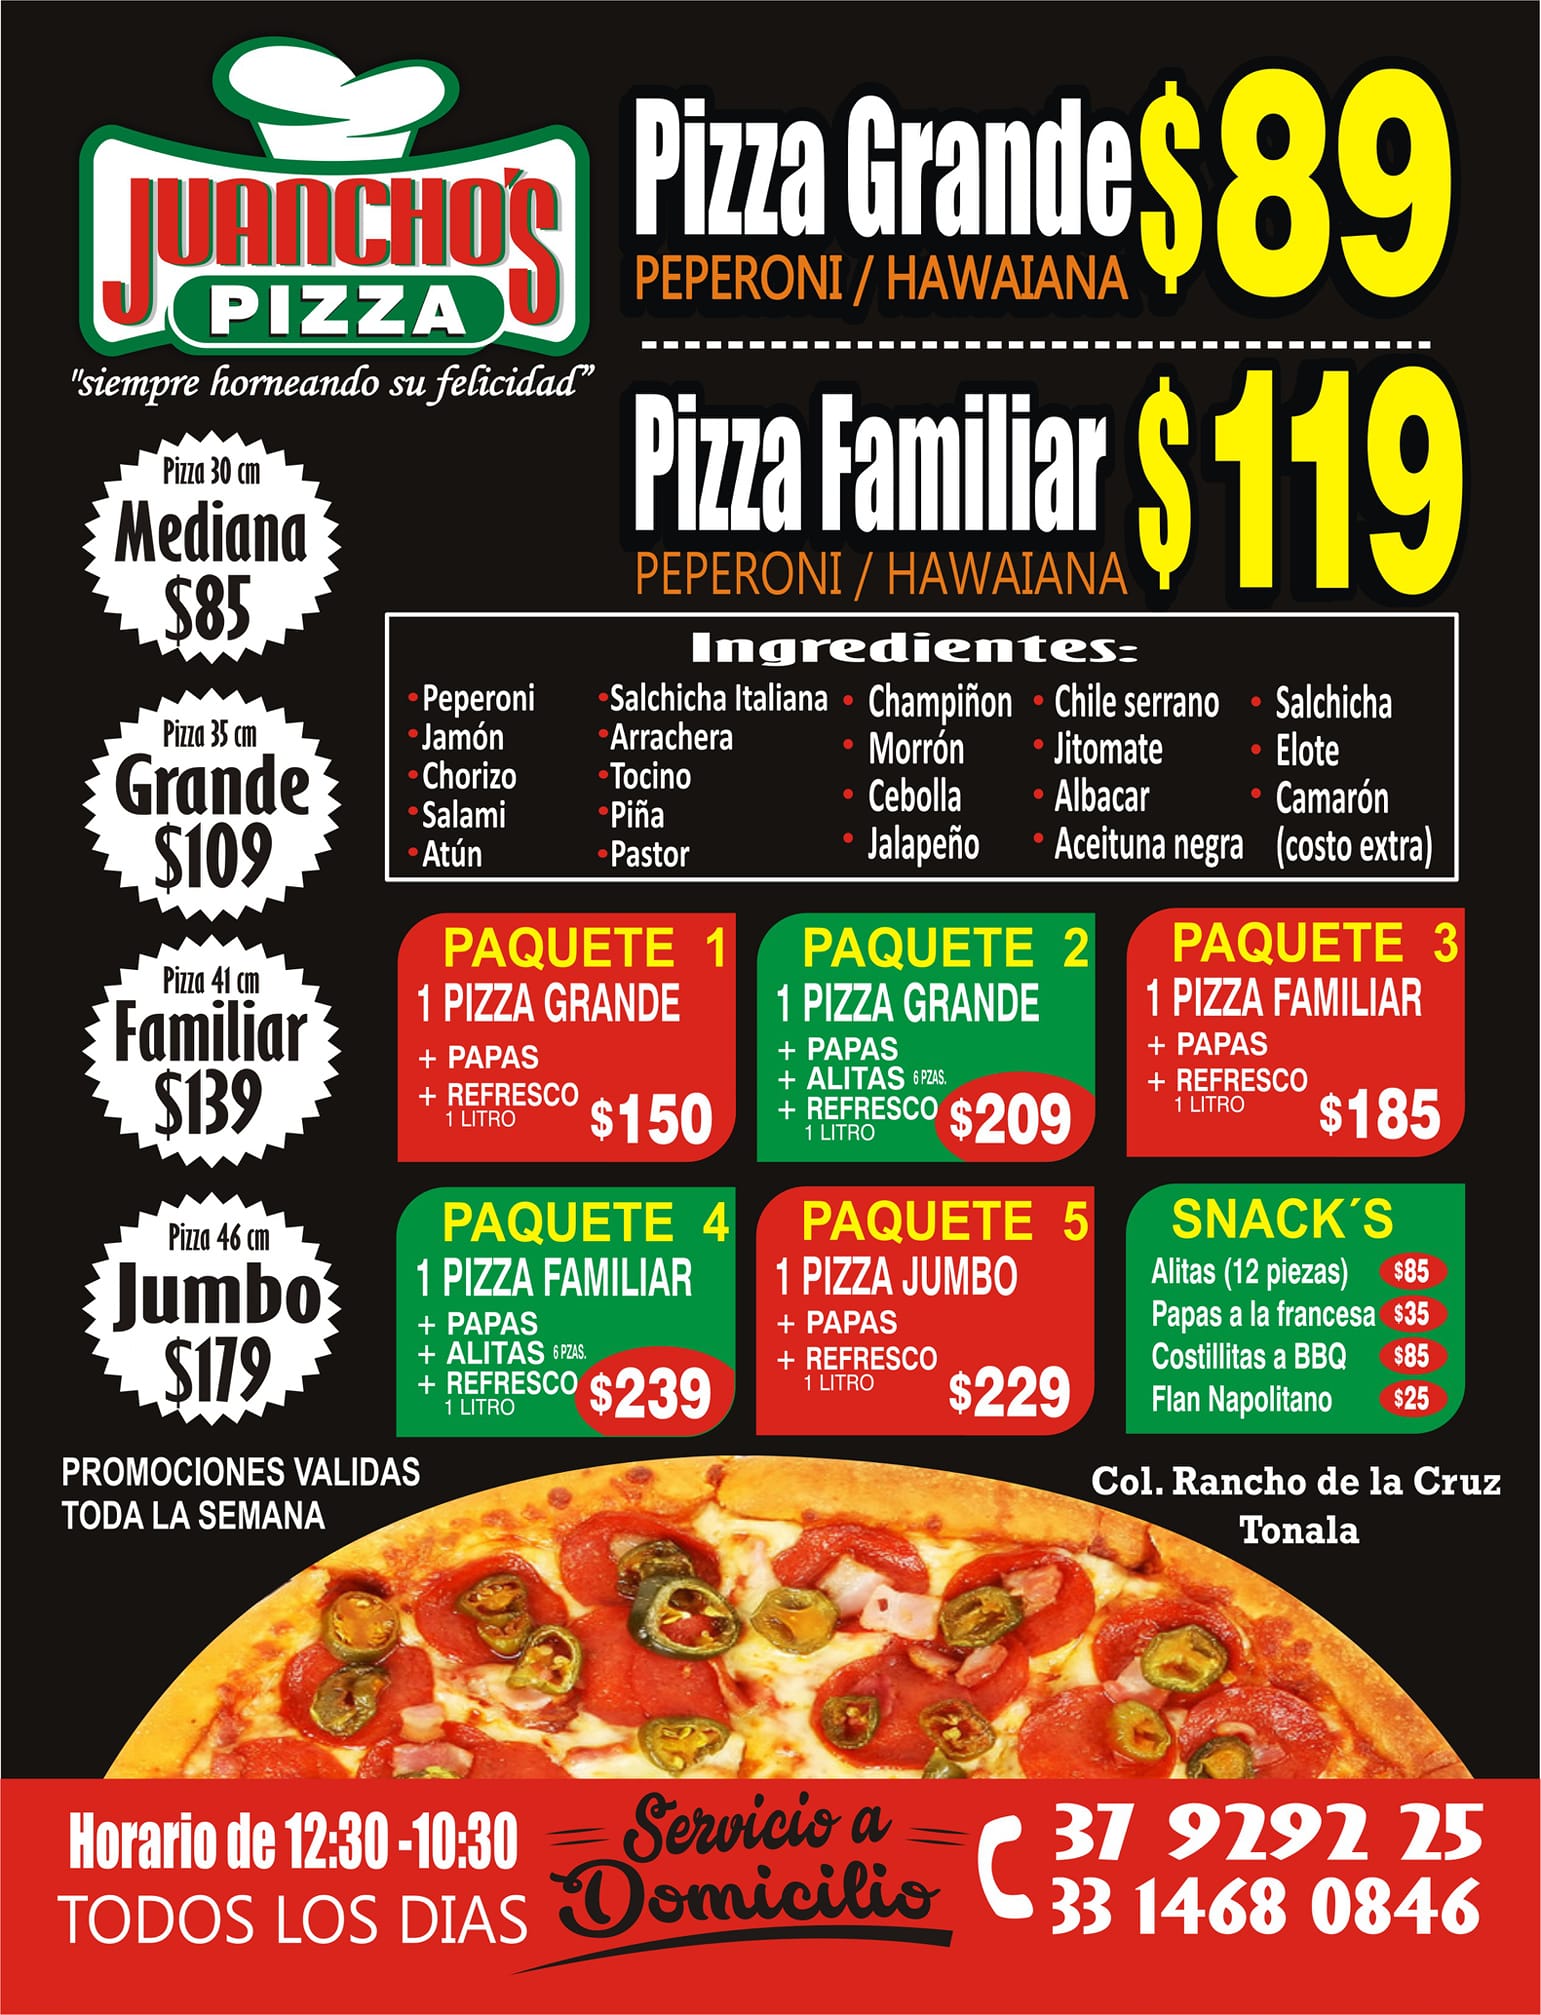 JUANCHO'S
PIZZA
"siempre horneando su felicidad"
Pizza Grande $89
PEPERONI / HAWAIANA
Pizza Familiar $119
PEPERONI / HAWAIANA
Pizza 30 cm
Mediana
$85
Pizza 35 cm
Grande
$109
Pizza 41 cm
Familiar
$139
Pizza 46 cm
Jumbo
$179
Ingredientes:
•Peperoni
•Jamón
•Chorizo
•Salami
•Atún
•Salchicha Italiana
•Arrachera
•Tocino
•Piña
•Pastor
• Champiñon
• Morrón
• Cebolla
• Jalapeño
• Chile serrano
• Jitomate
• Albacar
• Aceituna negra
• Salchicha
• Elote
• Camarón
(costo extra)
PAQUETE 1
1 PIZZA GRANDE
+ PAPAS
+ REFRESCO
1 LITRO
$150
PAQUETE 2
1 PIZZA GRANDE
+ PAPAS
+ ALITAS 6 PZAS.
+ REFRESCO
1 LITRO
$209
PAQUETE 3
1 PIZZA FAMILIAR
+ PAPAS
+ REFRESCO
1 LITRO
$185
PAQUETE 4
1 PIZZA FAMILIAR
+ PAPAS
+ ALITAS 6 PZAS.
+ REFRESCO
1 LITRO
$239
PAQUETE 5
1 PIZZA JUMBO
+ PAPAS
+ REFRESCO
1 LITRO
$229
SNACK´S
Alitas (12 piezas) $85
Papas a la francesa $35
Costillitas a BBQ $85
Flan Napolitano $25
PROMOCIONES VALIDAS
TODA LA SEMANA
Col. Rancho de la Cruz
Tonala
Horario de 12:30 -10:30
TODOS LOS DIAS
Servicio a
Domicilio
37 9292 25
33 1468 0846